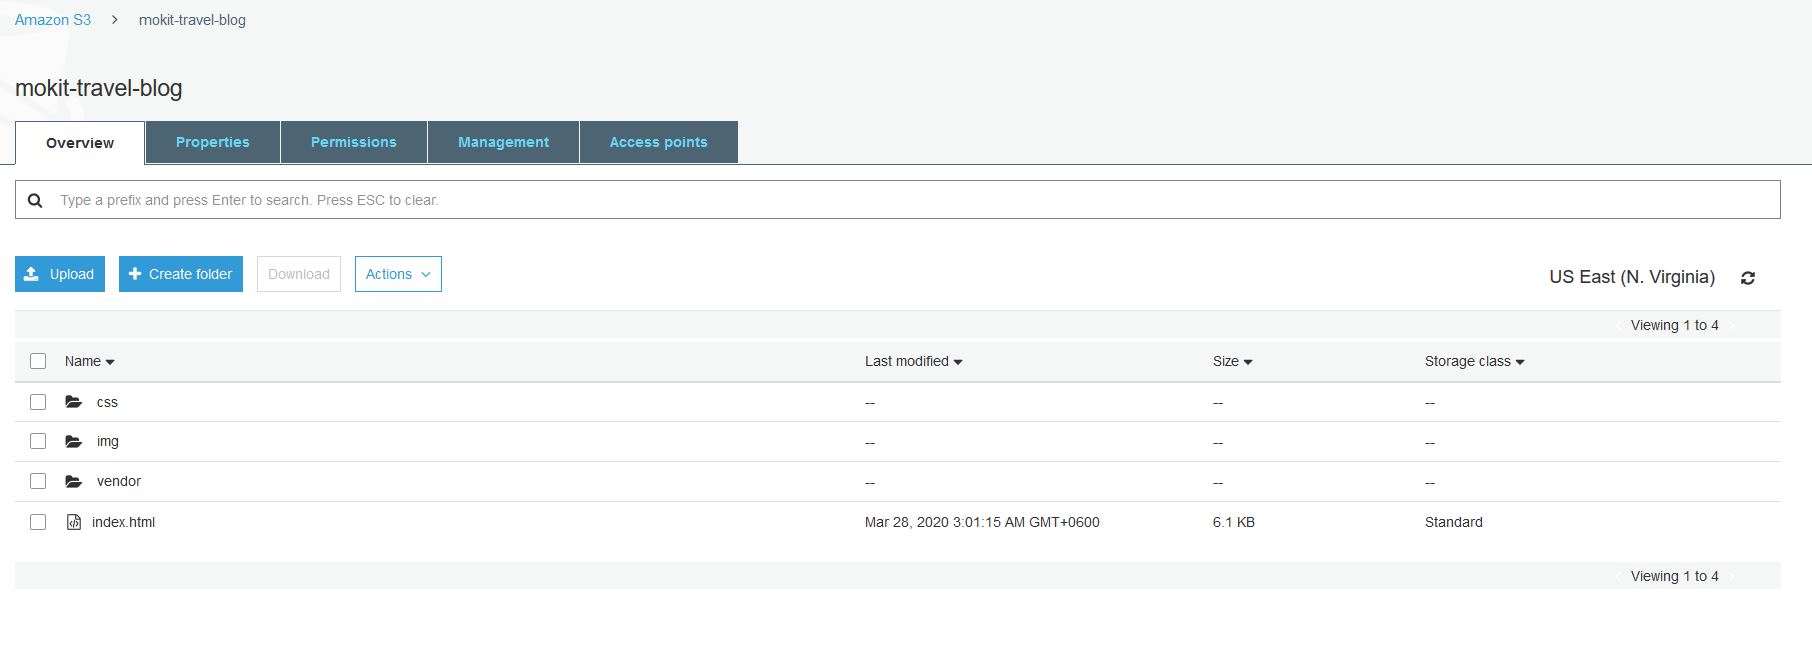 Amazon S3 > mokit-travel-blog
mokit-travel-blog
Overview Properties Permissions Management Access points
Type a prefix and press Enter to search. Press ESC to clear.
Upload + Create folder Download Actions US East (N. Virginia)
Viewing 1 to 4
Name Last modified Size Storage class
css -- -- --
img -- -- --
vendor -- -- --
index.html Mar 28, 2020 3:01:15 AM GMT+0600 6.1 KB Standard
Viewing 1 to 4